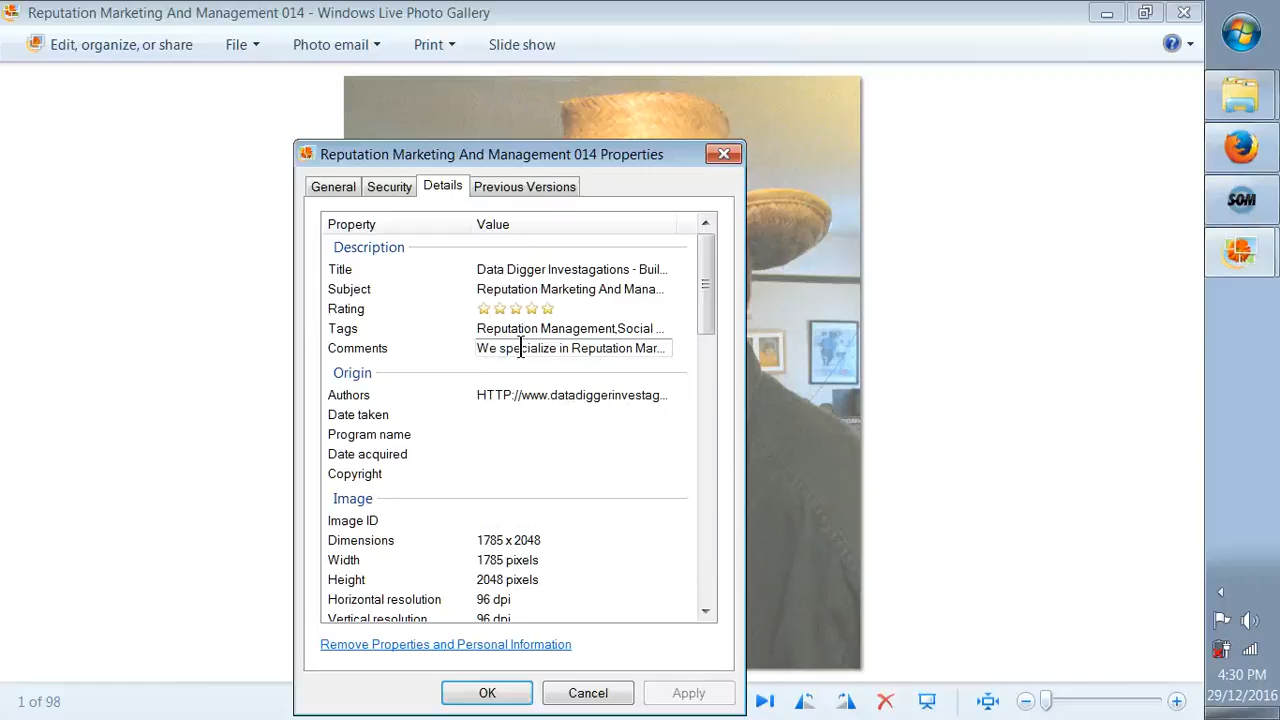 Reputation Marketing And Management 014 - Windows Live Photo Gallery
Edit, organize, or share File Photo email Print Slide show
Reputation Marketing And Management 014 Properties
General Security Details Previous Versions
Property Value
Description
Title Data Digger Investagations - Buil...
Subject Reputation Marketing And Mana...
Rating
Tags Reputation Management,Social ...
Comments We specialize in Reputation Mar...
Origin
Authors HTTP://www.datadiggerinvestag...
Date taken
Program name
Date acquired
Copyright
Image
Image ID
Dimensions 1785 x 2048
Width 1785 pixels
Height 2048 pixels
Horizontal resolution 96 dpi
Vertical resolution 96 dpi
Remove Properties and Personal Information
OK Cancel Apply
1 of 98
SOM
4:30 PM
29/12/2016